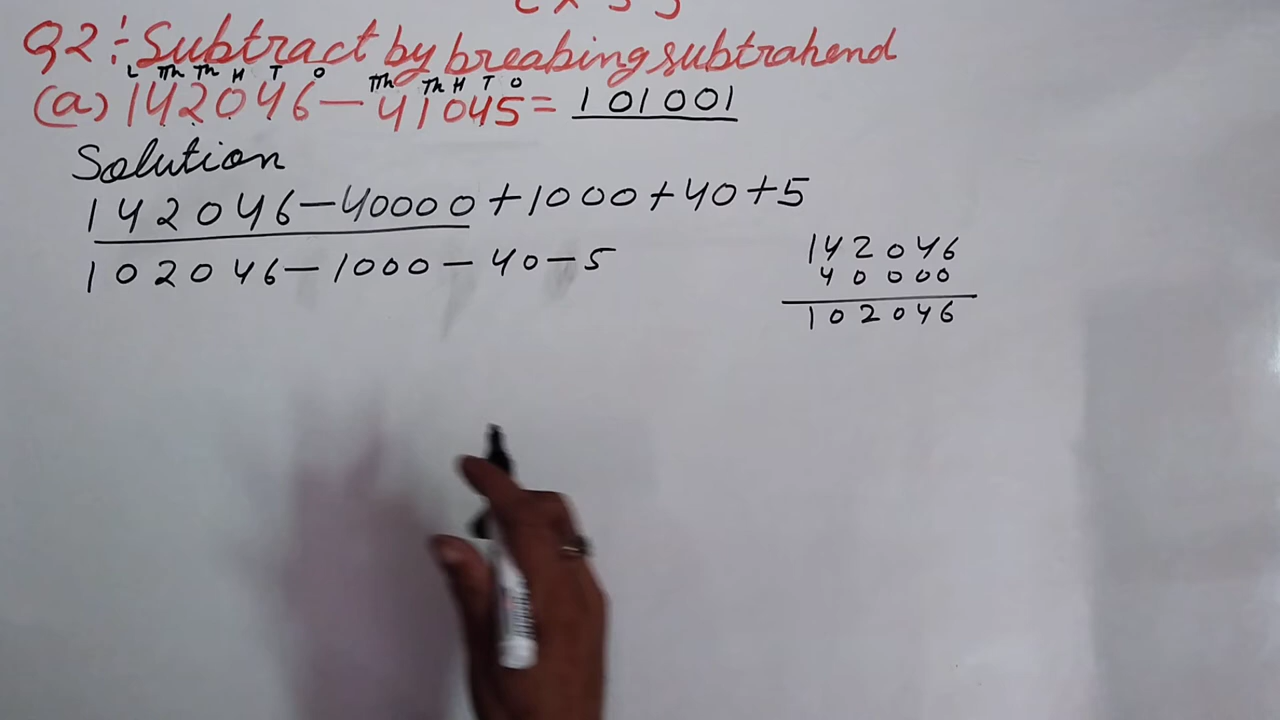 Q2:- Subtract by breabing subtrahend
L TTh Th H T O TTh Th H T O
(a) 142046 - 41045 = 101001
Solution
142046 - 40000 + 1000 + 40 + 5
102046 - 1000 - 40 - 5
142046
40000
102046